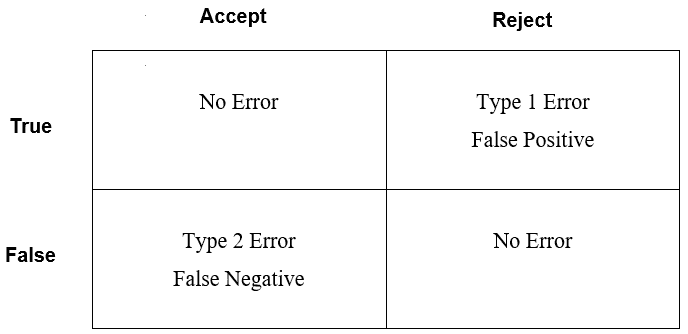 Accept
Reject
True
No Error
Type 1 Error
False Positive
False
Type 2 Error
False Negative
No Error